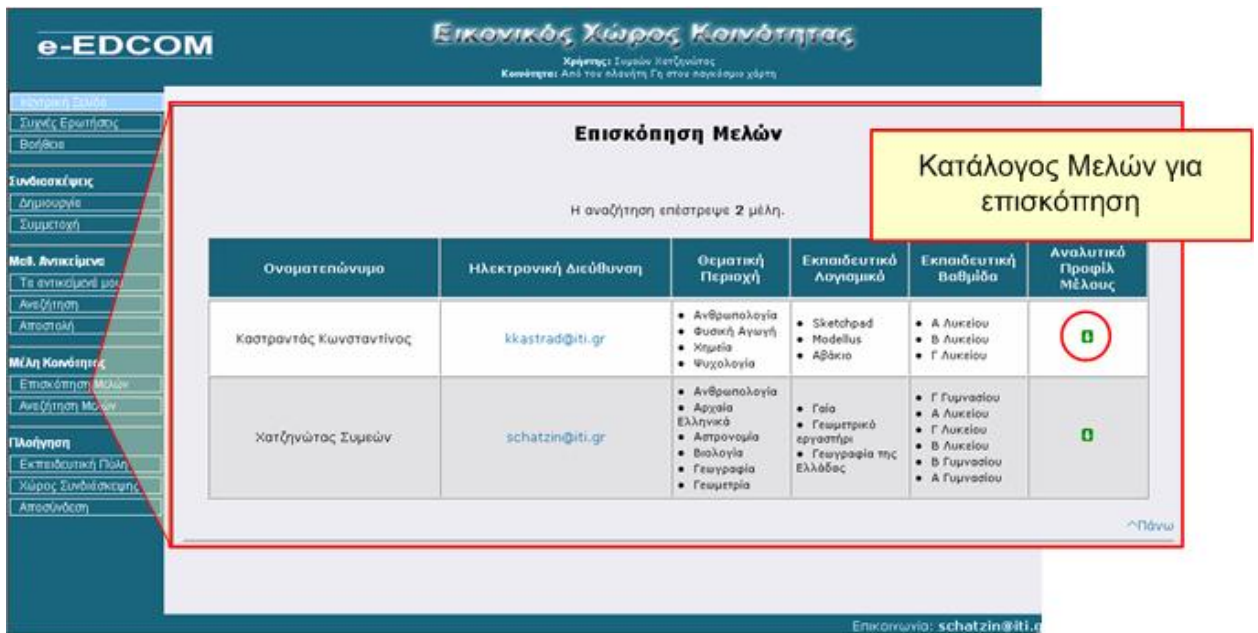 e-EDCOM
Εικονικός Χώρος Κοινότητας
Χρήστης: Συμεών Χατζηνώτας
Κοινότητα: Από τον πλανήτη Γη στον παγκόσμιο χάρτη
Κεντρική Σελίδα
Συχνές Ερωτήσεις
Βοήθεια
Συνδιασκέψεις
Δημιουργία
Συμμετοχή
Μαθ. Αντικείμενα
Τα αντικείμενά μου
Αναζήτηση
Αποστολή
Μέλη Κοινότητας
Επισκόπηση Μελών
Αναζήτηση Μελών
Πλοήγηση
Εκπαιδευτική Πύλη
Χώρος Συνδιάσκεψης
Αποσύνδεση
Επισκόπηση Μελών
Κατάλογος Μελών για
επισκόπηση
Η αναζήτηση επέστρεψε 2 μέλη.
Ονοματεπώνυμο
Ηλεκτρονική Διεύθυνση
Θεματική
Περιοχή
Εκπαιδευτικό
Λογισμικό
Εκπαιδευτική
Βαθμίδα
Αναλυτικό
Προφίλ
Μέλους
Καστραντάς Κωνσταντίνος
kkastrad@iti.gr
• Ανθρωπολογία
• Φυσική Αγωγή
• Χημεία
• Ψυχολογία
• Sketchpad
• Modellus
• Αβάκιο
• Α Λυκείου
• Β Λυκείου
• Γ Λυκείου
Χατζηνώτας Συμεών
schatzin@iti.gr
• Ανθρωπολογία
• Αρχαία
Ελληνικά
• Αστρονομία
• Βιολογία
• Γεωγραφία
• Γεωμετρία
• Γαία
• Γεωμετρικό
εργαστήρι
• Γεωγραφία της
Ελλάδας
• Γ Γυμνασίου
• Α Λυκείου
• Γ Λυκείου
• Β Λυκείου
• Β Γυμνασίου
• Α Γυμνασίου
^Πάνω
Επικοινωνία: schatzin@iti.g